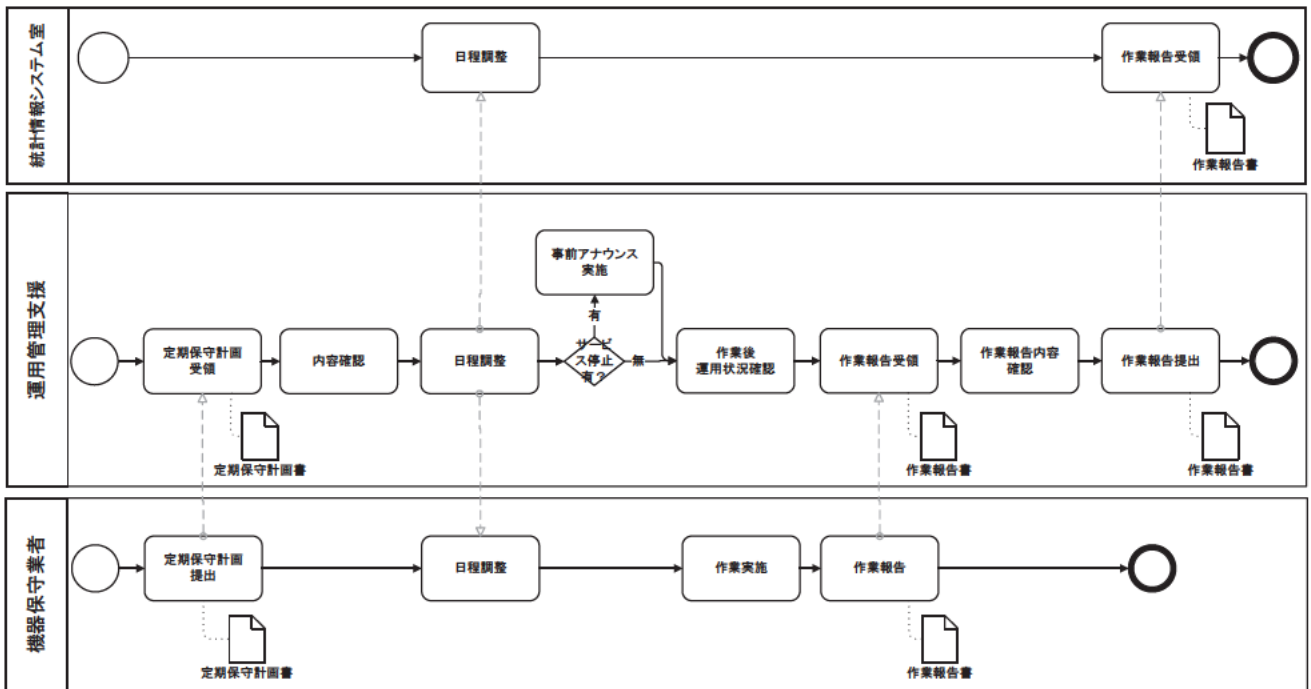 統計情報システム室
日程調整
作業報告受領
作業報告書
運用管理支援
事前アナウンス
実施
有
定期保守計画
受領
内容確認
日程調整
サービ
ス停止
有?
無
作業後
運用状況確認
作業報告受領
作業報告内容
確認
作業報告提出
定期保守計画書
作業報告書
作業報告書
機器保守業者
定期保守計画
提出
日程調整
作業実施
作業報告
定期保守計画書
作業報告書